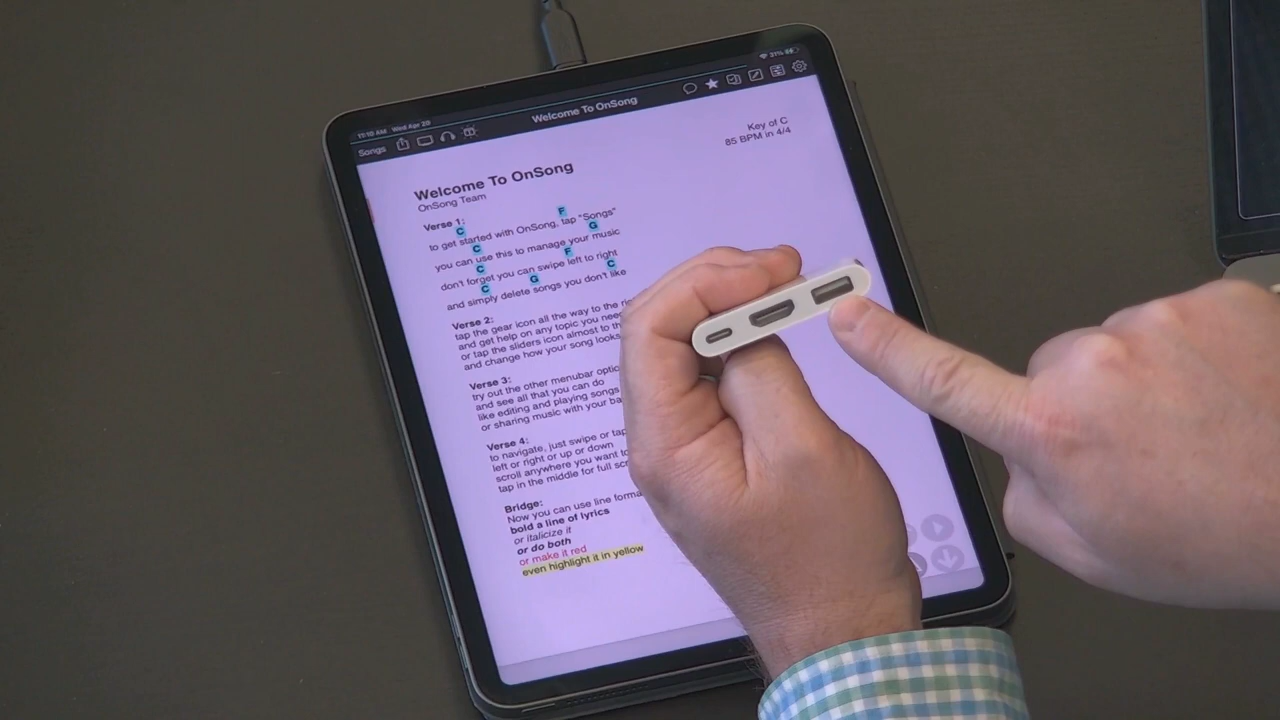 11:10 AM Wed Apr 20
21%
Songs
Welcome To OnSong
Key of C
85 BPM in 4/4
Welcome To OnSong
OnSong Team
Verse 1:
C F
to get started with OnSong, tap "Songs"
C G
you can use this to manage your music
C F
don't forget you can swipe left to right
C G C
and simply delete songs you don't like
Verse 2:
tap the gear icon all the way to the
and get help on any topic you
or tap the sliders icon almost to
and change how your song looks
Verse 3:
try out the other menubar
and see all that you can do
like editing and playing songs
or sharing music with your
Verse 4:
to navigate, just swipe or tap
left or right or up or down
scroll anywhere you want to
tap in the middle for full
Bridge:
Now you can use line
bold a line of lyrics
or italicize it
or do both
or make it red
even highlight it in yellow